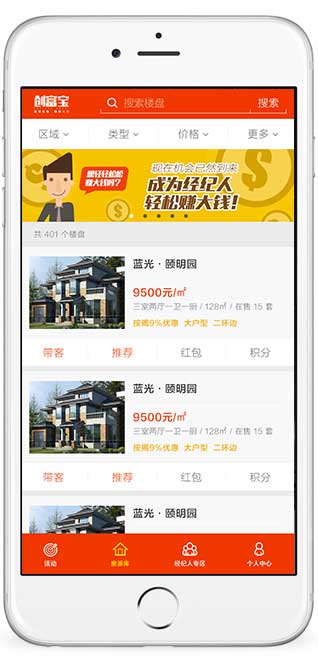 创富宝
搜索楼盘
搜索
区域 类型 价格 更多
想轻轻松松
赚大钱吗?
现在机会已然到来
成为经纪人
轻松赚大钱!
共 401 个楼盘
蓝光·颐明园
9500元/㎡
三室两厅一卫一厨 / 128㎡ / 在售 15 套
按揭9%优惠 大户型 二环边
带客 推荐 红包 积分
蓝光·颐明园
9500元/㎡
三室两厅一卫一厨 / 128㎡ / 在售 15 套
按揭9%优惠 大户型 二环边
带客 推荐 红包 积分
蓝光·颐明园
活动 房源库 经纪人专区 个人中心